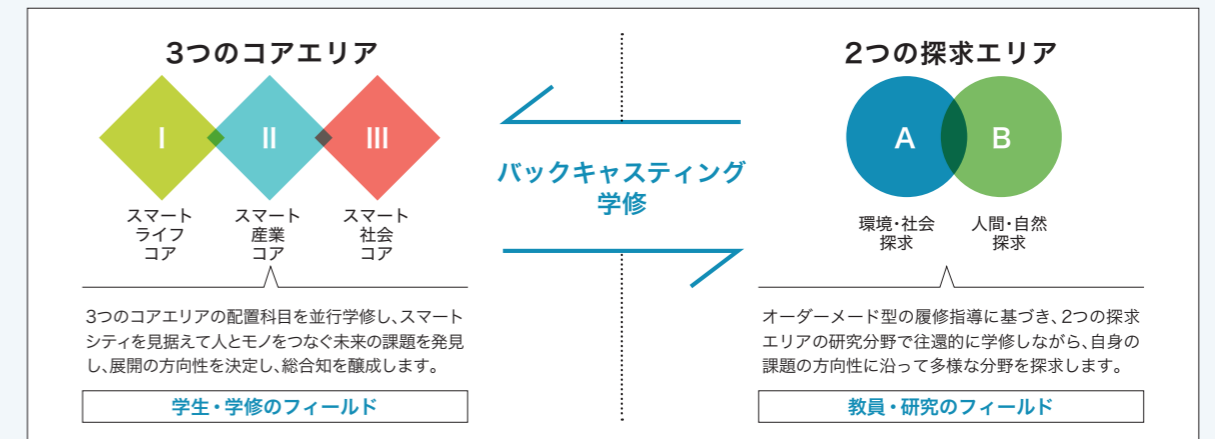 3つのコアエリア
I
II
III
スマート
ライフ
コア
スマート
産業
コア
スマート
社会
コア
3つのコアエリアの配置科目を並行学修し、スマート
シティを見据えて人とモノをつなぐ未来の課題を発見
し、展開の方向性を決定し、総合知を醸成します。
学生・学修のフィールド
バックキャスティング
学修
2つの探求エリア
A
B
環境・社会
探求
人間・自然
探求
オーダーメード型の履修指導に基づき、2つの探求
エリアの研究分野で往還的に学修しながら、自身の
課題の方向性に沿って多様な分野を探求します。
教員・研究のフィールド